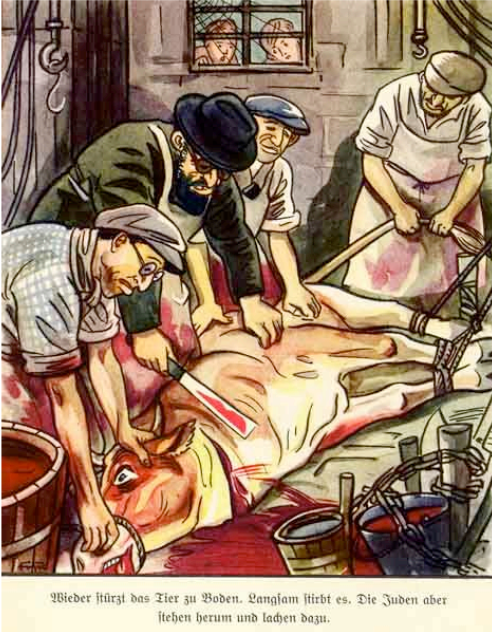 Wieder stürzt das Tier zu Boden. Langsam stirbt es. Die Juden aber
stehen herum und lachen dazu.